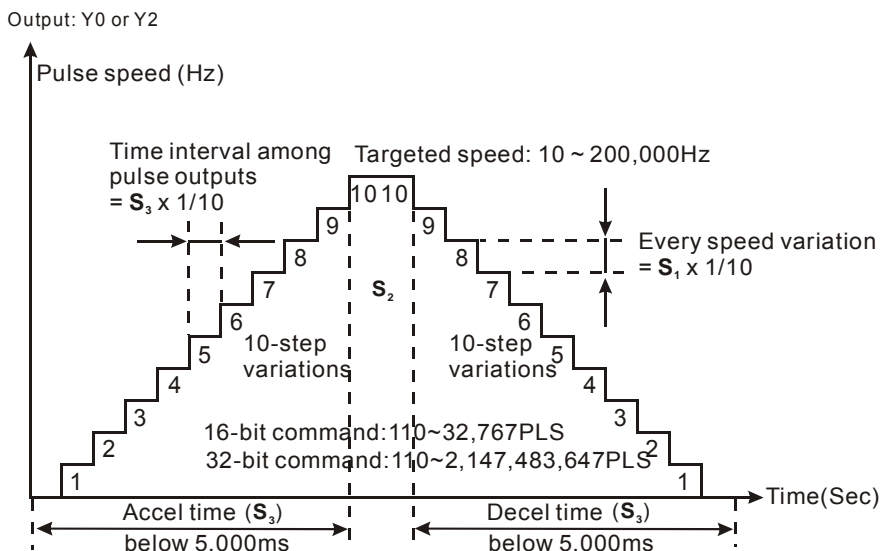 Output: Y0 or Y2
Pulse speed (Hz)
Time interval among
pulse outputs
= S₃ x 1/10
Targeted speed: 10 ~ 200,000Hz
Every speed variation
= S₁ x 1/10
10 10
9 9
8 8
7 7
S₂
6 6
5 5
10-step
variations
10-step
variations
4 4
3 3
2 2
1 1
16-bit command:110~32,767PLS
32-bit command:110~2,147,483,647PLS
Time(Sec)
Accel time (S₃)
below 5,000ms
Decel time (S₃)
below 5,000ms